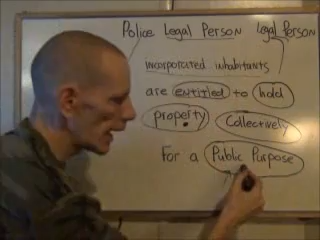 Police Legal Person Legal Person
incorporated inhabitants
are entitled to hold
property Collectively
For a Public Purpose